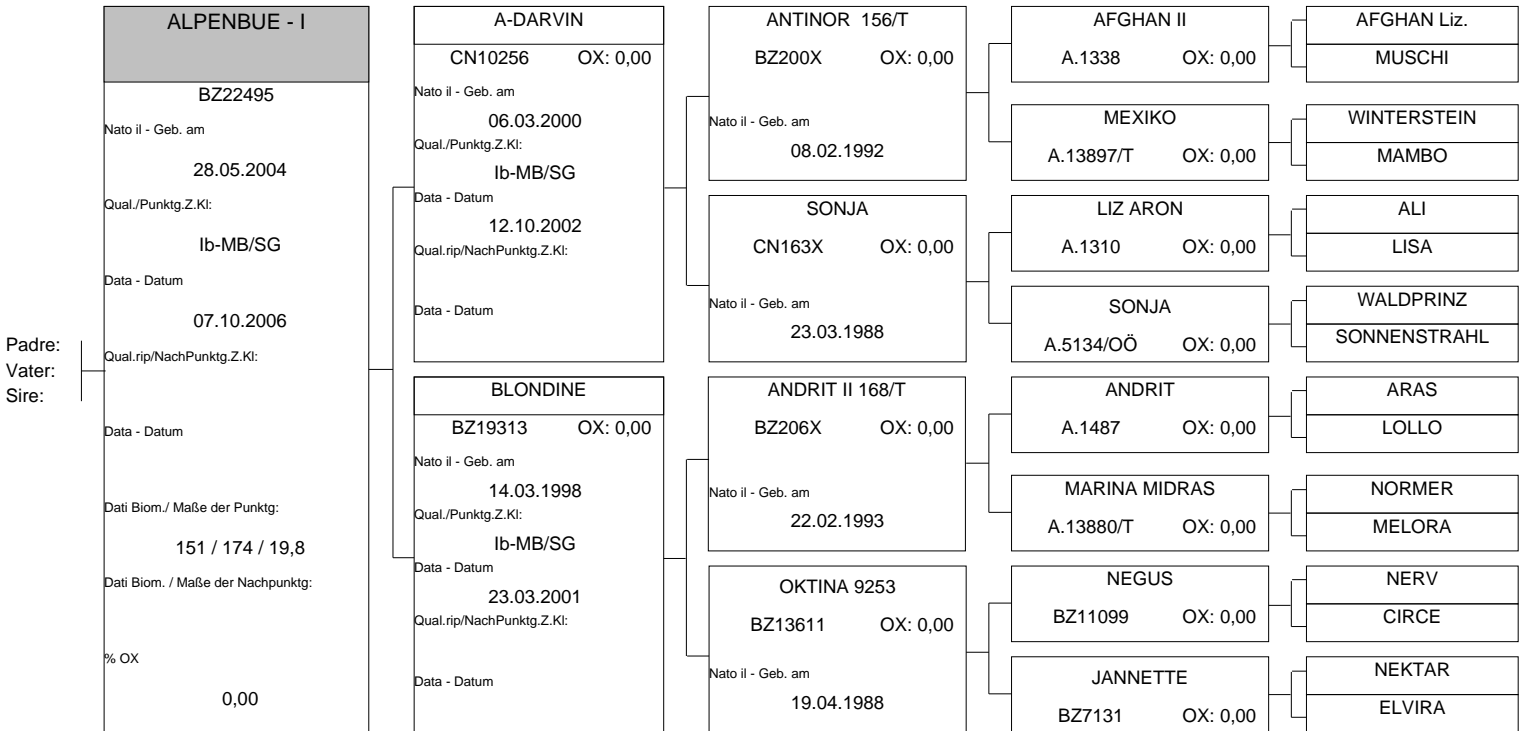 Padre:
Vater:
Sire:
ALPENBUE - I
BZ22495
Nato il - Geb. am
28.05.2004
Qual./Punktg.Z.Kl:
Ib-MB/SG
Data - Datum
07.10.2006
Qual.rip/NachPunktg.Z.Kl:
Data - Datum
Dati Biom./ Maße der Punktg:
151 / 174 / 19,8
Dati Biom. / Maße der Nachpunktg:
% OX
0,00
A-DARVIN
CN10256 OX: 0,00
Nato il - Geb. am
06.03.2000
Qual./Punktg.Z.Kl:
Ib-MB/SG
Data - Datum
12.10.2002
Qual.rip/NachPunktg.Z.Kl:
Data - Datum
BLONDINE
BZ19313 OX: 0,00
Nato il - Geb. am
14.03.1998
Qual./Punktg.Z.Kl:
Ib-MB/SG
Data - Datum
23.03.2001
Qual.rip/NachPunktg.Z.Kl:
Data - Datum
ANTINOR 156/T
BZ200X OX: 0,00
Nato il - Geb. am
08.02.1992
SONJA
CN163X OX: 0,00
Nato il - Geb. am
23.03.1988
ANDRIT II 168/T
BZ206X OX: 0,00
Nato il - Geb. am
22.02.1993
OKTINA 9253
BZ13611 OX: 0,00
Nato il - Geb. am
19.04.1988
AFGHAN II
A.1338 OX: 0,00
MEXIKO
A.13897/T OX: 0,00
LIZ ARON
A.1310 OX: 0,00
SONJA
A.5134/OÖ OX: 0,00
ANDRIT
A.1487 OX: 0,00
MARINA MIDRAS
A.13880/T OX: 0,00
NEGUS
BZ11099 OX: 0,00
JANNETTE
BZ7131 OX: 0,00
AFGHAN Liz.
MUSCHI
WINTERSTEIN
MAMBO
ALI
LISA
WALDPRINZ
SONNENSTRAHL
ARAS
LOLLO
NORMER
MELORA
NERV
CIRCE
NEKTAR
ELVIRA